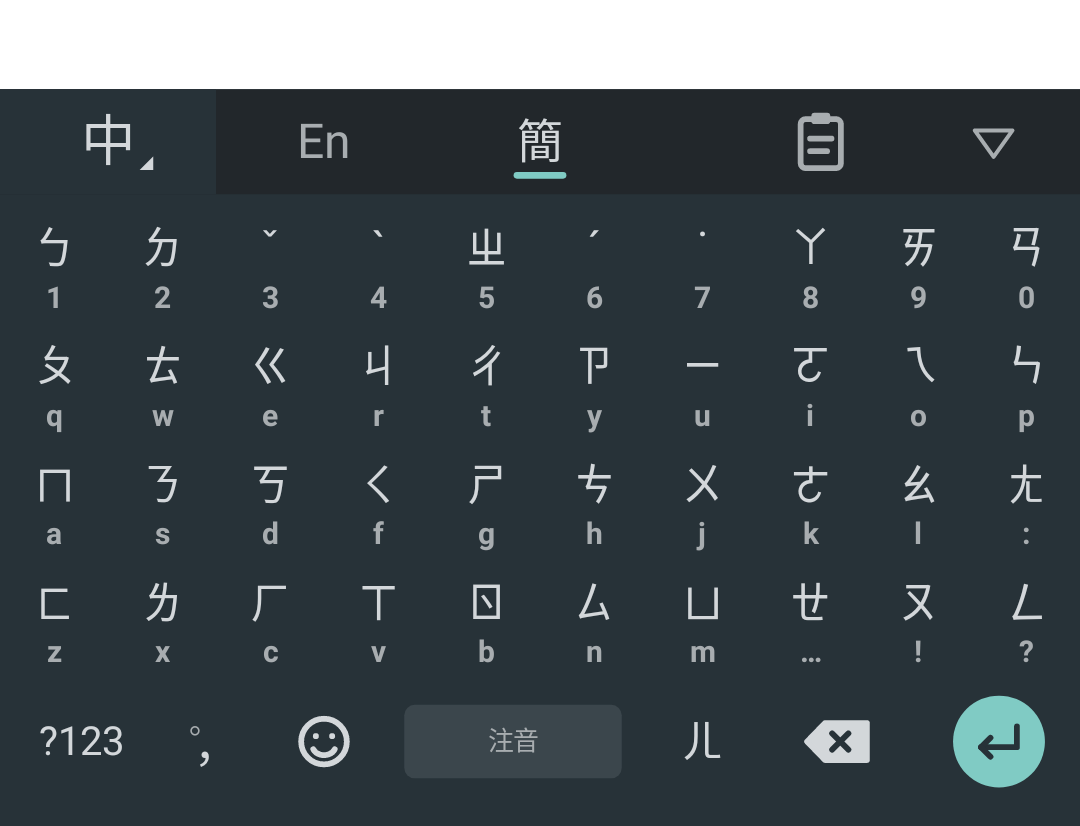 中 En 簡
ㄅ ㄉ ˇ ˋ ㄓ ˊ ˙ ㄚ ㄞ ㄢ
1 2 3 4 5 6 7 8 9 0
ㄆ ㄊ ㄍ ㄐ ㄔ ㄗ ㄧ ㄛ ㄟ ㄣ
q w e r t y u i o p
ㄇ ㄋ ㄎ ㄑ ㄕ ㄘ ㄨ ㄜ ㄠ ㄤ
a s d f g h j k l :
ㄈ ㄌ ㄏ ㄒ ㄖ ㄙ ㄩ ㄝ ㄡ ㄥ
z x c v b n m … ! ?
?123 °, 注音 ㄦ